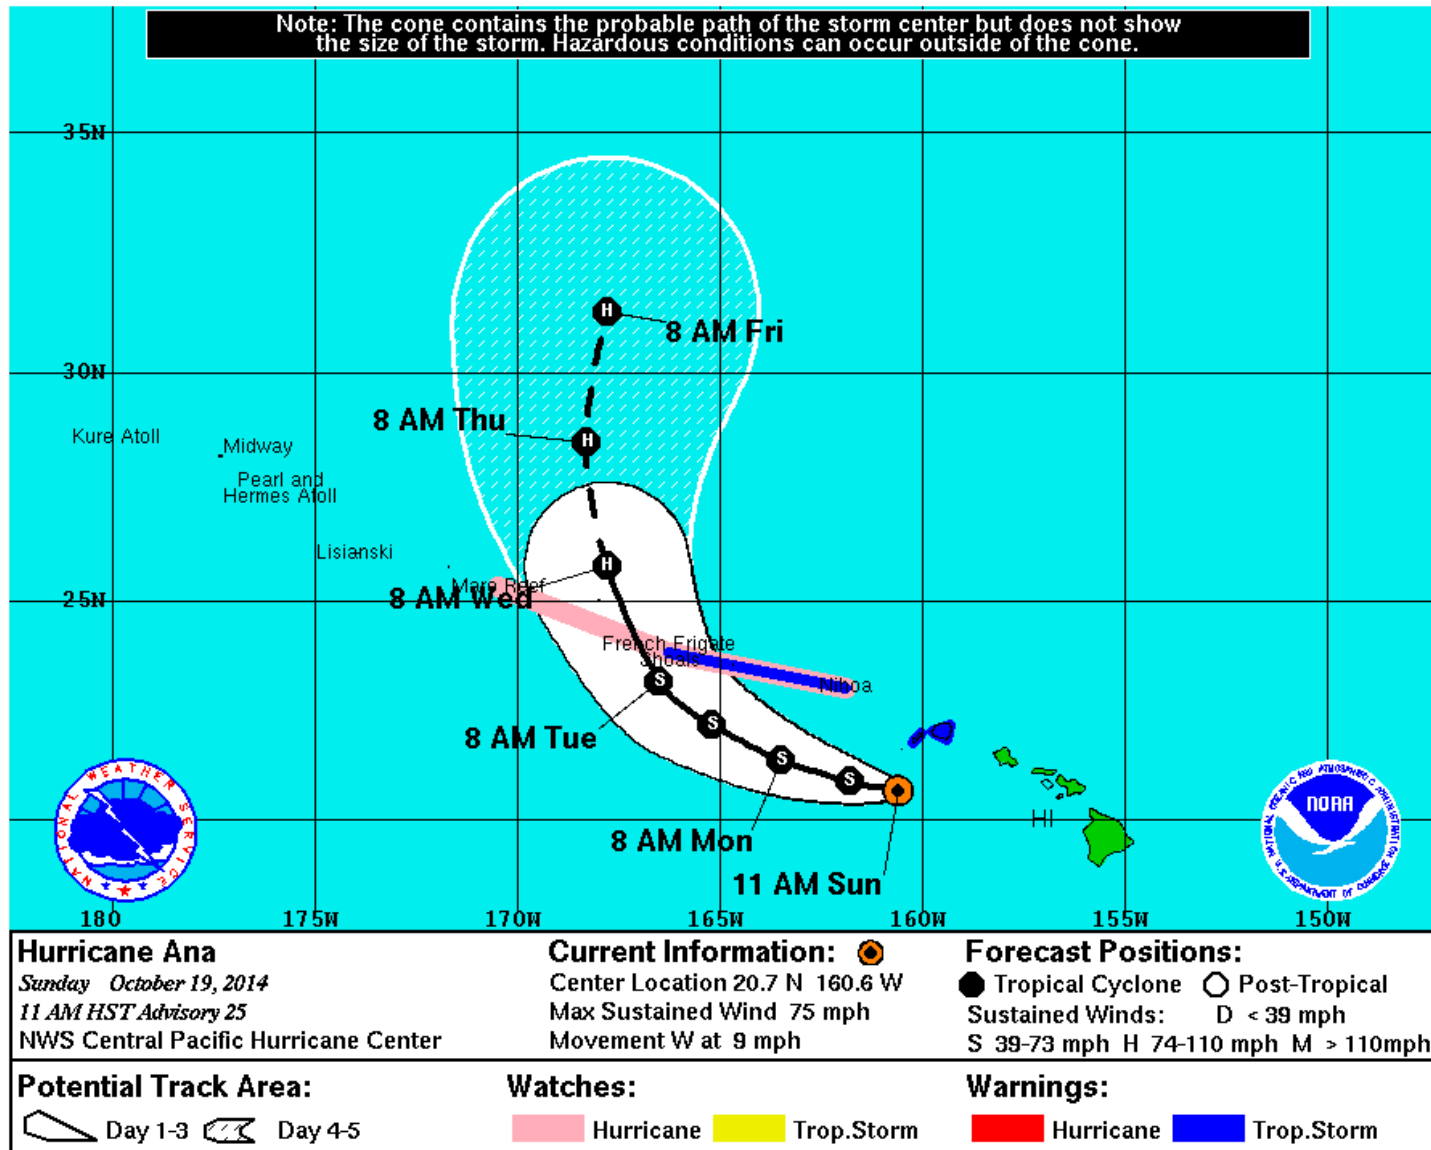 Note: The cone contains the probable path of the storm center but does not show
the size of the storm. Hazardous conditions can occur outside of the cone.
35N
H
8 AM Fri
30N
8 AM Thu
H
Kure Atoll
Midway
Pearl and
Hermes Atoll
Lisianski
H
Maro Reef
8 AM Wed
25N
French Frigate
Shoals
S
Nihoa
8 AM Tue
S
S
S
NATIONAL WEATHER SERVICE
8 AM Mon
HI
NOAA
11 AM Sun
180 175W 170W 165W 160W 155W 150W
Hurricane Ana
Sunday October 19, 2014
11 AM HST Advisory 25
NWS Central Pacific Hurricane Center
Current Information:
Center Location 20.7 N 160.6 W
Max Sustained Wind 75 mph
Movement W at 9 mph
Forecast Positions:
Tropical Cyclone Post-Tropical
Sustained Winds: D < 39 mph
S 39-73 mph H 74-110 mph M > 110mph
Potential Track Area:
Day 1-3 Day 4-5
Watches:
Hurricane Trop.Storm
Warnings:
Hurricane Trop.Storm